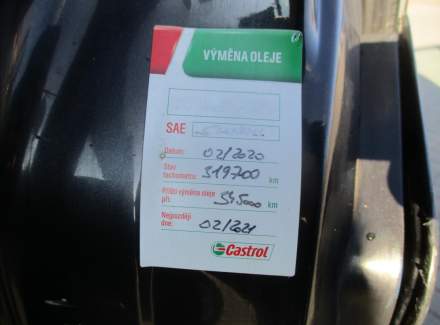 VÝMĚNA OLEJE
SAE
Datum: 02/2020
Stav
tachometru: 319700 km
Příští výměna oleje
při: 345000 km
Nejpozději
dne: 02/2021
Castrol